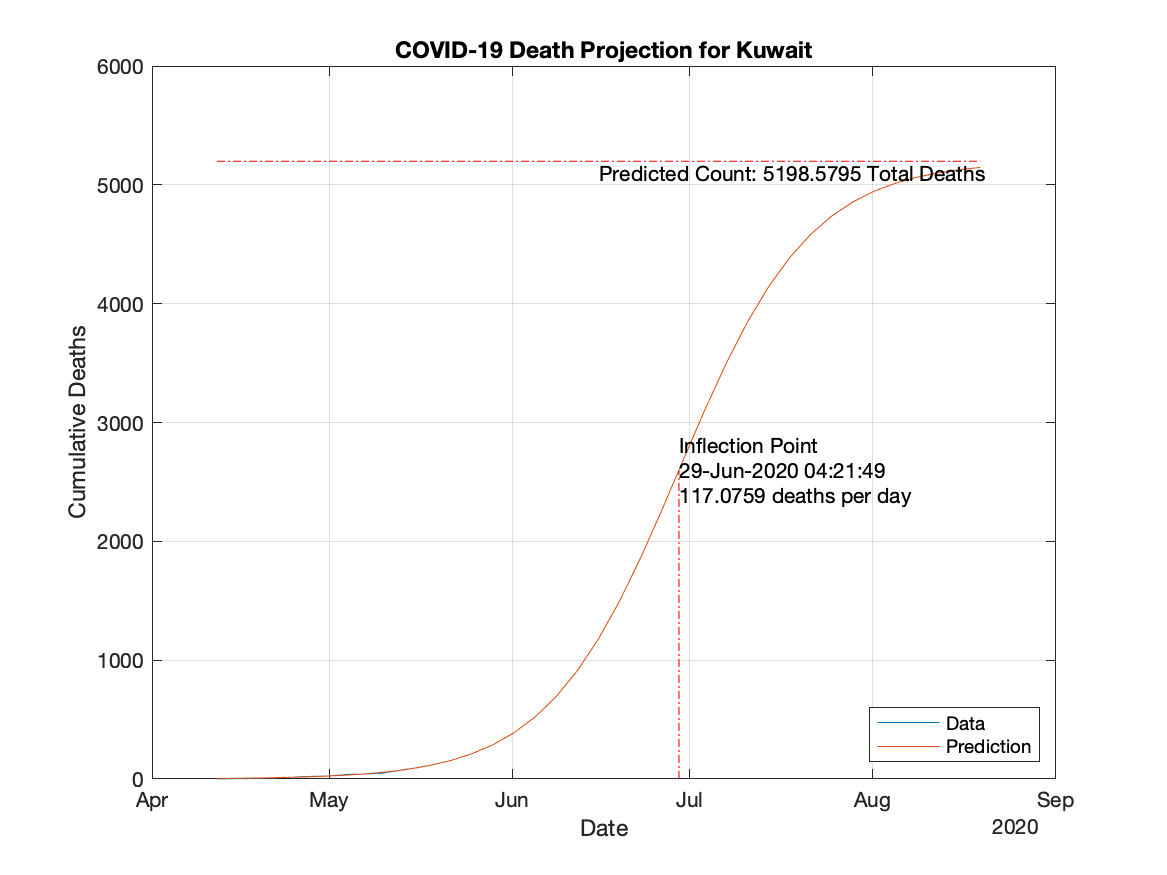 COVID-19 Death Projection for Kuwait
6000
5000
4000
3000
2000
1000
0
Cumulative Deaths
Predicted Count: 5198.5795 Total Deaths
Inflection Point
29-Jun-2020 04:21:49
117.0759 deaths per day
Data
Prediction
Apr May Jun Jul Aug Sep
Date
2020